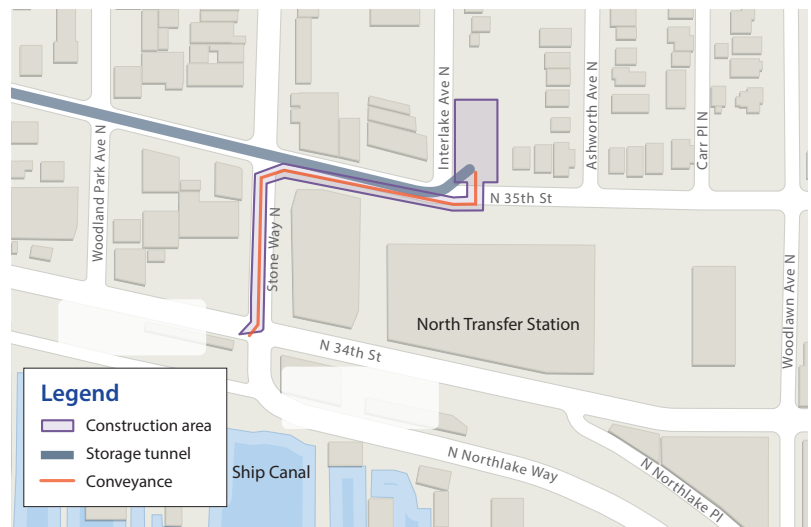 Woodland Park Ave N
Interlake Ave N
Ashworth Ave N
Carr Pl N
N 35th St
Stone Way N
Woodlawn Ave N
North Transfer Station
N 34th St
Legend
Construction area
Storage tunnel
Conveyance
Ship Canal
N Northlake Way
N Northlake Pl